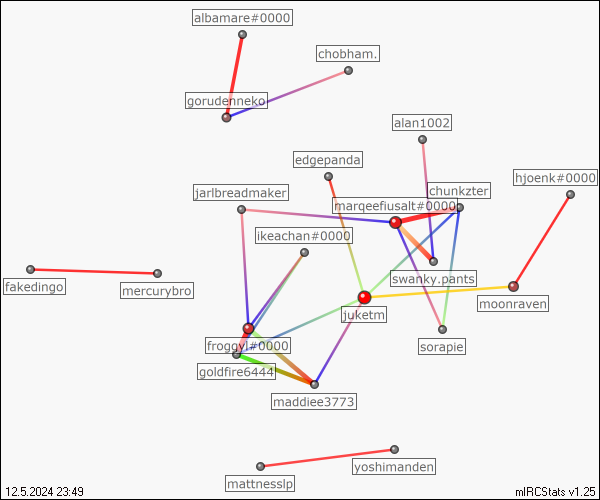 albamare#0000
chobham.
gorudenneko
alan1002
edgepanda
hjoenk#0000
jarlbreadmaker
chunkzter
marqeefiusalt#0000
ikeachan#0000
swanky.pants
fakedingo
mercurybro
moonraven
juketm
froggyl#0000
sorapie
goldfire6444
maddiee3773
yoshimanden
mattnesslp
12.5.2024 23:49
mIRCStats v1.25